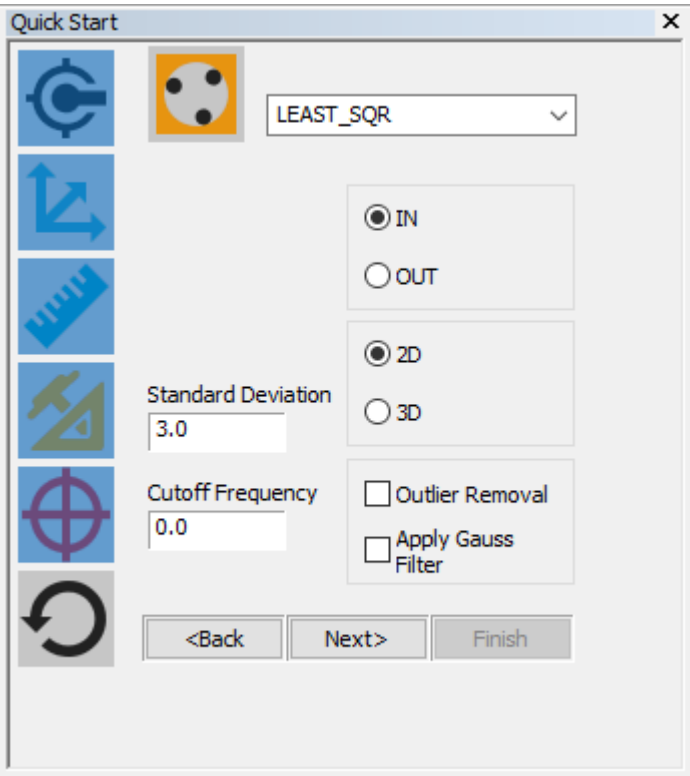 Quick Start
LEAST_SQR
IN
OUT
2D
3D
Standard Deviation
3.0
Cutoff Frequency
0.0
Outlier Removal
Apply Gauss
Filter
<Back
Next>
Finish